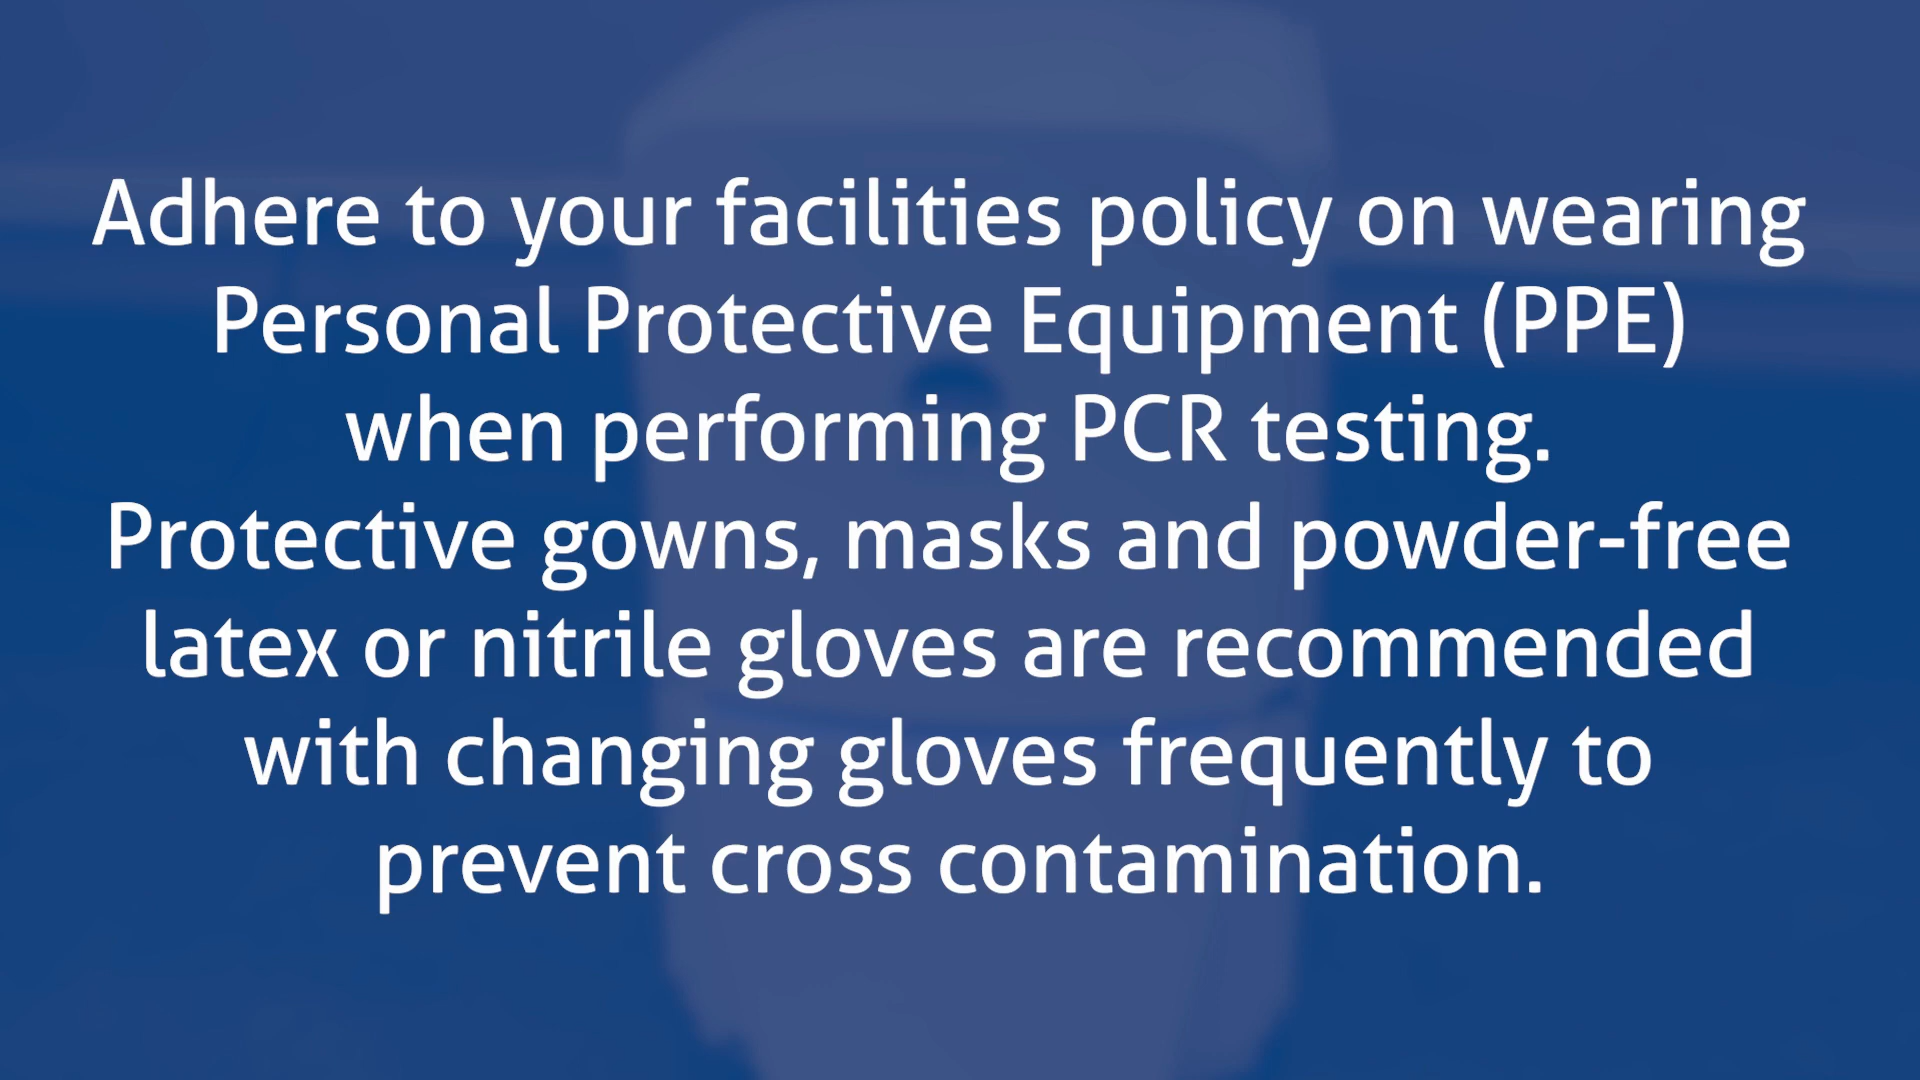 Adhere to your facilities policy on wearing
Personal Protective Equipment (PPE)
when performing PCR testing.
Protective gowns, masks and powder-free
latex or nitrile gloves are recommended
with changing gloves frequently to
prevent cross contamination.